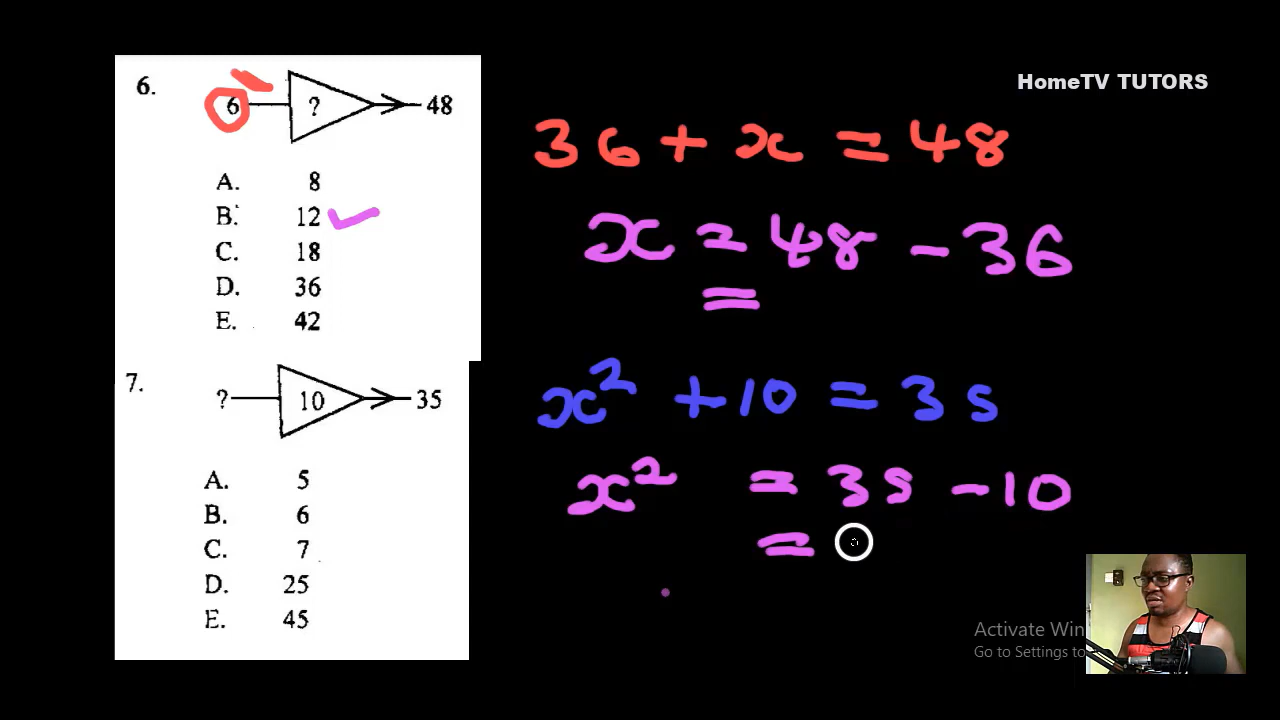 HomeTV TUTORS
6.
6 ? 48
A. 8
B. 12
C. 18
D. 36
E. 42
36 + x = 48
x = 48 - 36
=
7.
? 10 35
A. 5
B. 6
C. 7
D. 25
E. 45
x² + 10 = 35
x² = 35 - 10
=
Activate Win
Go to Settings to